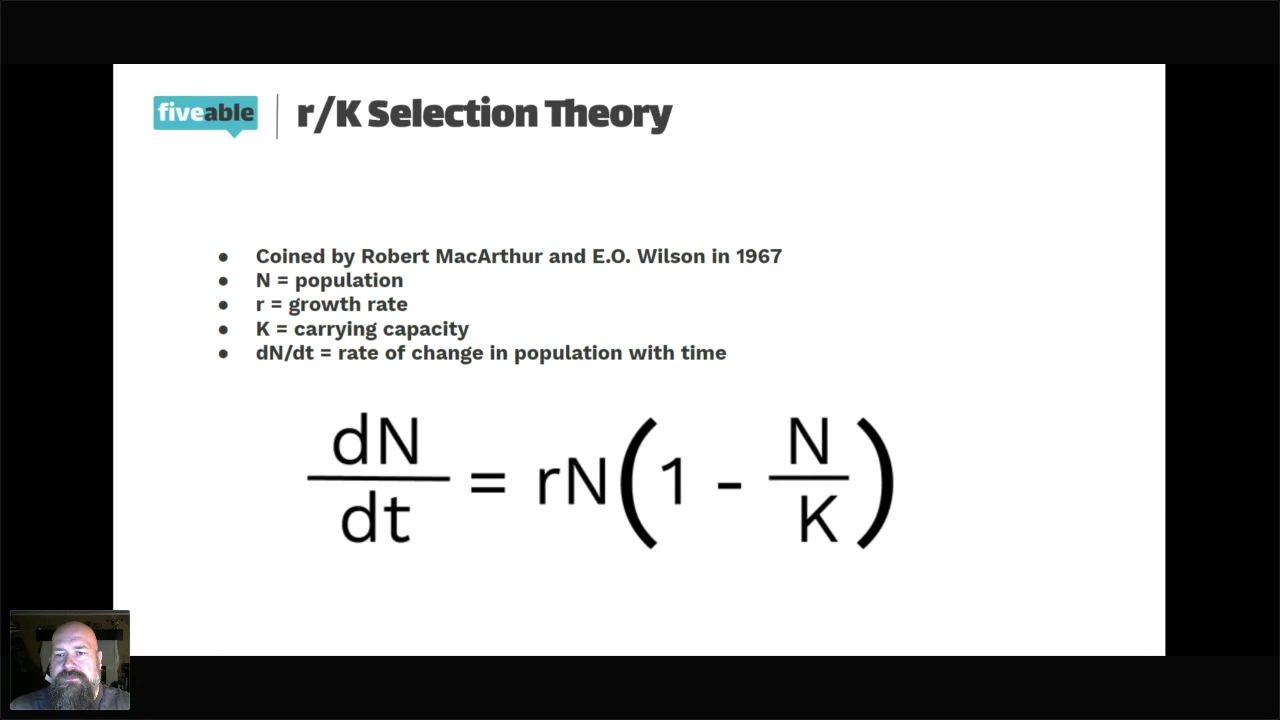 fiveable
r/K Selection Theory
● Coined by Robert MacArthur and E.O. Wilson in 1967
● N = population
● r = growth rate
● K = carrying capacity
● dN/dt = rate of change in population with time
dN/dt = rN(1 - N/K)